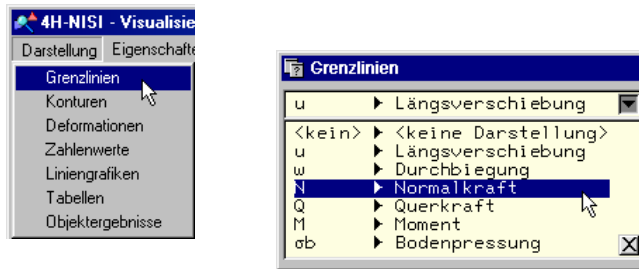 4H-NISI - Visualisie
Darstellung Eigenschafte
Grenzlinien
Konturen
Deformationen
Zahlenwerte
Liniengrafiken
Tabellen
Objektergebnisse
Grenzlinien
u ▶ Längsverschiebung
<kein> ▶ <keine Darstellung>
u ▶ Längsverschiebung
ω ▶ Durchbiegung
N ▶ Normalkraft
Q ▶ Querkraft
M ▶ Moment
σb ▶ Bodenpressung